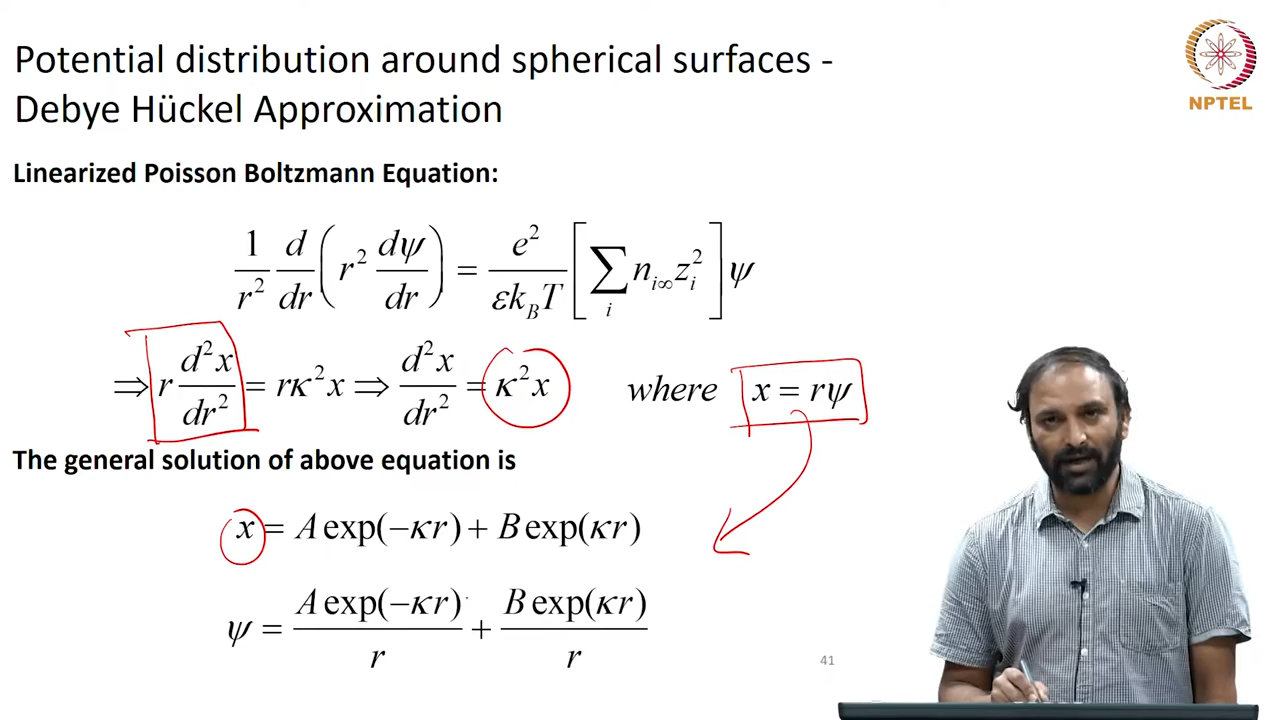 Potential distribution around spherical surfaces -
Debye Hückel Approximation
NPTEL
Linearized Poisson Boltzmann Equation:
1/r² d/dr (r² dψ/dr) = e²/(εk_BT) [∑_i n_{i∞} z_i²] ψ
⇒ r d²x/dr² = rκ²x ⇒ d²x/dr² = κ²x where x = rψ
The general solution of above equation is
x = A exp(−κr) + B exp(κr)
ψ = A exp(−κr)/r + B exp(κr)/r
41